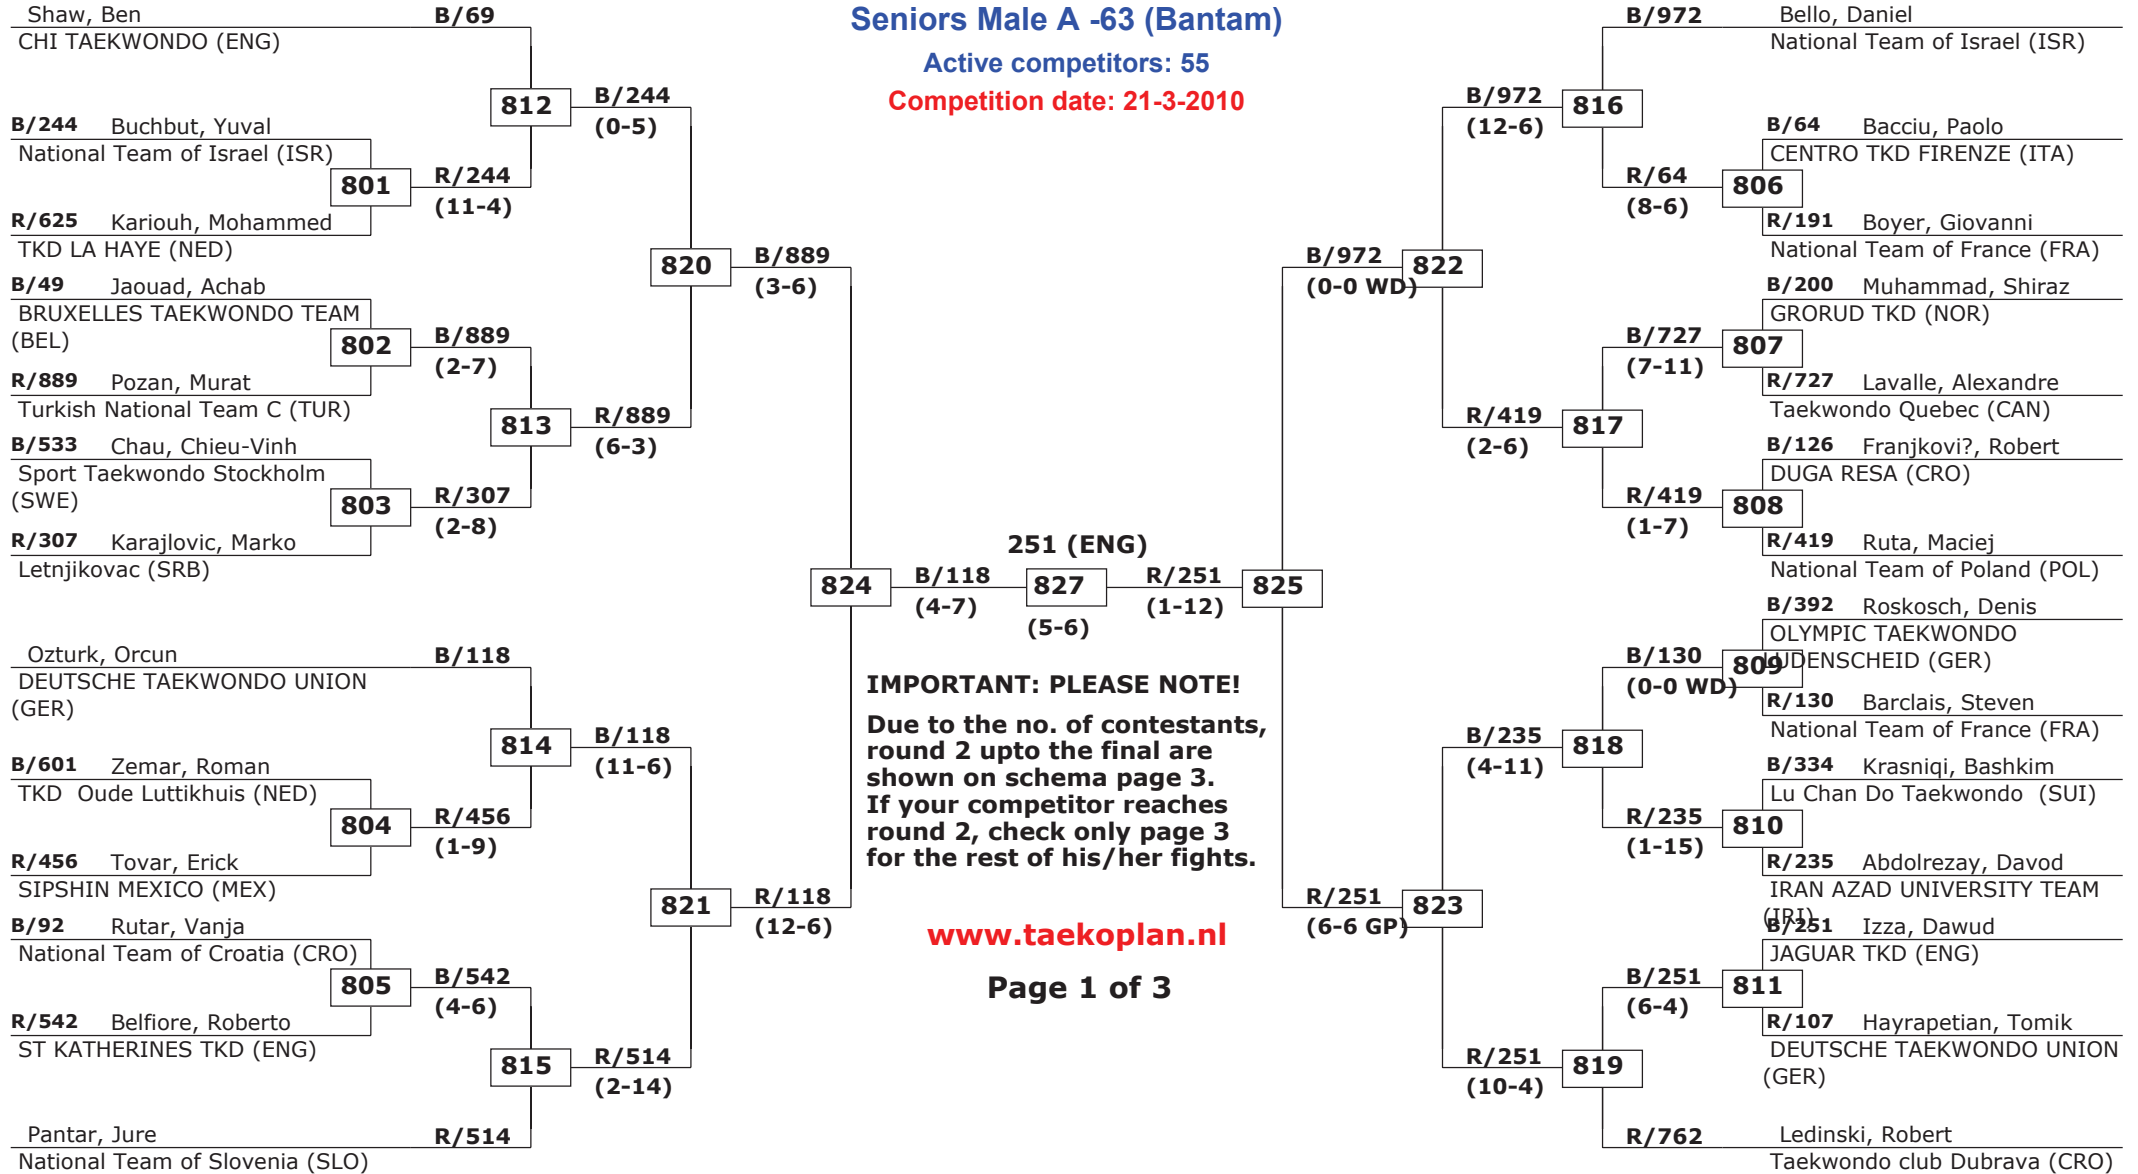 Seniors Male A -63 (Bantam)
Active competitors: 55
Competition date: 21-3-2010
Shaw, Ben
B/69
CHI TAEKWONDO (ENG)
812
B/244
(0-5)
B/244 Buchbut, Yuval
National Team of Israel (ISR)
801
R/244
(11-4)
R/625 Kariouh, Mohammed
TKD LA HAYE (NED)
820
B/889
(3-6)
B/49 Jaouad, Achab
BRUXELLES TAEKWONDO TEAM
(BEL)
802
B/889
(2-7)
R/889 Pozan, Murat
Turkish National Team C (TUR)
813
R/889
(6-3)
B/533 Chau, Chieu-Vinh
Sport Taekwondo Stockholm
(SWE)
803
R/307
(2-8)
R/307 Karajlovic, Marko
Letnjikovac (SRB)
824
B/118
(4-7)
251 (ENG)
827
(5-6)
R/251
(1-12)
825
Ozturk, Orcun
B/118
DEUTSCHE TAEKWONDO UNION
(GER)
814
B/118
(11-6)
B/601 Zemar, Roman
TKD  Oude Luttikhuis (NED)
804
R/456
(1-9)
R/456 Tovar, Erick
SIPSHIN MEXICO (MEX)
821
R/118
(12-6)
B/92 Rutar, Vanja
National Team of Croatia (CRO)
805
B/542
(4-6)
R/542 Belfiore, Roberto
ST KATHERINES TKD (ENG)
815
R/514
(2-14)
Pantar, Jure
R/514
National Team of Slovenia (SLO)
IMPORTANT: PLEASE NOTE!
Due to the no. of contestants,
round 2 upto the final are
shown on schema page 3.
If your competitor reaches
round 2, check only page 3
for the rest of his/her fights.
www.taekoplan.nl
Page 1 of 3
B/972
Bello, Daniel
National Team of Israel (ISR)
B/972
(12-6)
816
B/64 Bacciu, Paolo
CENTRO TKD FIRENZE (ITA)
R/64
(8-6)
806
R/191 Boyer, Giovanni
National Team of France (FRA)
B/972
(0-0 WD)
822
B/200 Muhammad, Shiraz
GRORUD TKD (NOR)
B/727
(7-11)
807
R/727 Lavalle, Alexandre
Taekwondo Quebec (CAN)
R/419
(2-6)
817
B/126 Franjkovi?, Robert
DUGA RESA (CRO)
R/419
(1-7)
808
R/419 Ruta, Maciej
National Team of Poland (POL)
B/392 Roskosch, Denis
OLYMPIC TAEKWONDO
LUDENSCHEID (GER)
B/130
(0-0 WD)
809
R/130 Barclais, Steven
National Team of France (FRA)
B/235
(4-11)
818
B/334 Krasniqi, Bashkim
Lu Chan Do Taekwondo  (SUI)
R/235
(1-15)
810
R/235 Abdolrezay, Davod
IRAN AZAD UNIVERSITY TEAM
(IRI)
R/251
(6-6 GP)
823
B/251 Izza, Dawud
JAGUAR TKD (ENG)
B/251
(6-4)
811
R/107 Hayrapetian, Tomik
DEUTSCHE TAEKWONDO UNION
(GER)
R/251
(10-4)
819
R/762
Ledinski, Robert
Taekwondo club Dubrava (CRO)